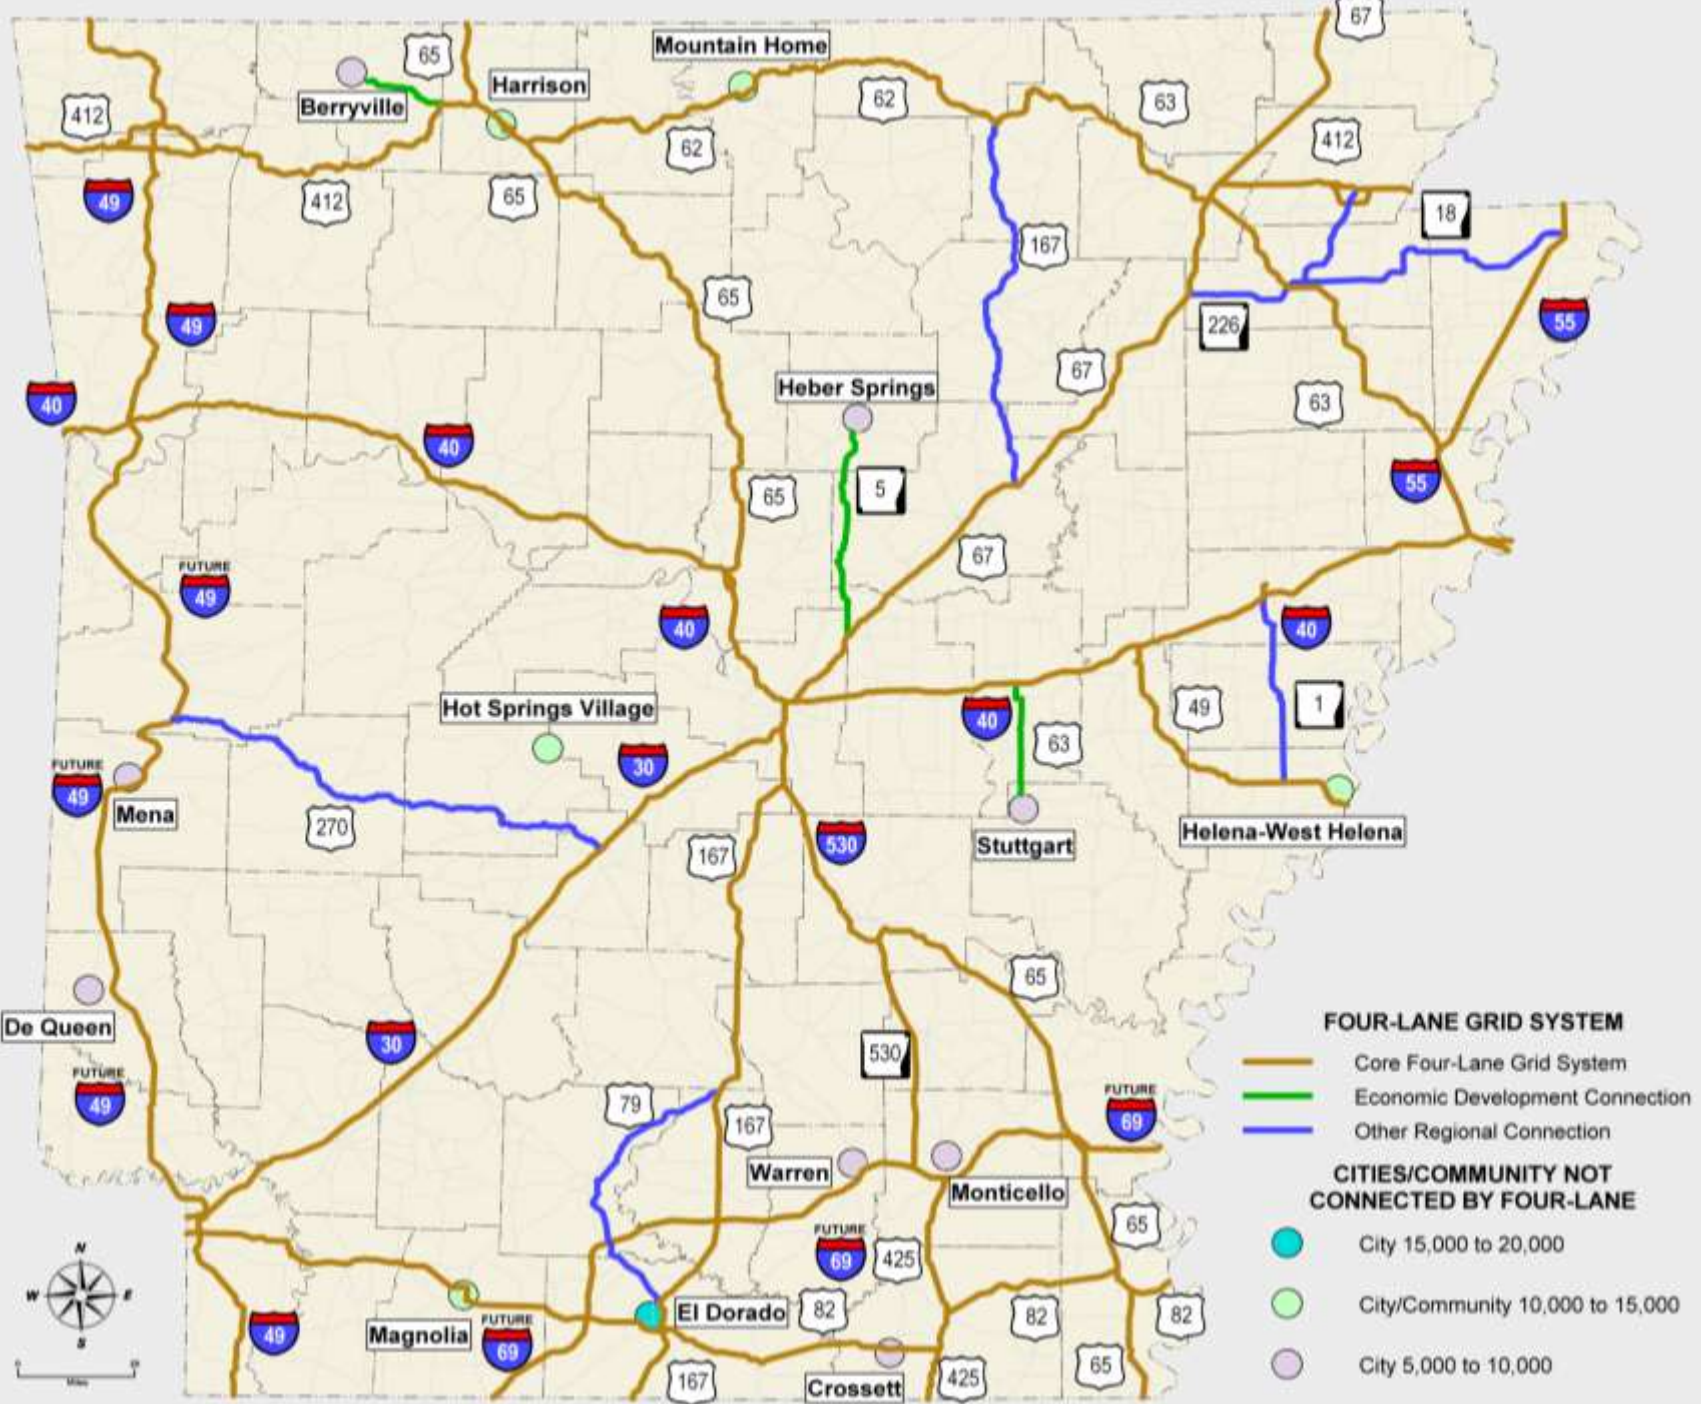 67
Mountain Home
65
Harrison
Berryville
412
62
63
412
62
49
412
65
18
167
65
49
226
55
67
Heber Springs
40
63
40
65
5
55
67
FUTURE
49
40
40
Hot Springs Village
49
1
40
63
30
FUTURE
49
Mena
270
167
530
Stuttgart
Helena-West Helena
65
De Queen
30
530
FUTURE
49
79
167
FUTURE
69
Warren
Monticello
65
FUTURE
69
425
82
El Dorado
82
82
49
Magnolia
FUTURE
69
167
Crossett
425
65
FOUR-LANE GRID SYSTEM
Core Four-Lane Grid System
Economic Development Connection
Other Regional Connection
CITIES/COMMUNITY NOT
CONNECTED BY FOUR-LANE
City 15,000 to 20,000
City/Community 10,000 to 15,000
City 5,000 to 10,000
N
W
E
S
Miles